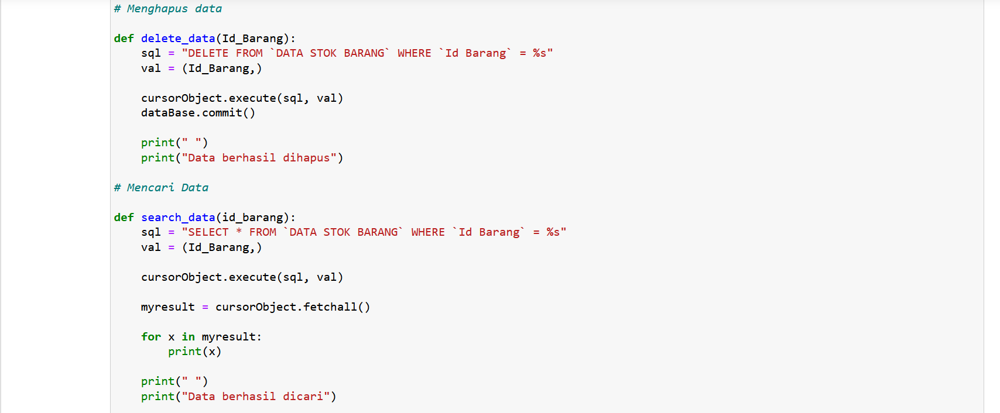 # Menghapus data
def delete_data(Id_Barang):
    sql = "DELETE FROM `DATA STOK BARANG` WHERE `Id Barang` = %s"
    val = (Id_Barang,)
    cursorObject.execute(sql, val)
    dataBase.commit()
    print(" ")
    print("Data berhasil dihapus")
# Mencari Data
def search_data(id_barang):
    sql = "SELECT * FROM `DATA STOK BARANG` WHERE `Id Barang` = %s"
    val = (Id_Barang,)
    cursorObject.execute(sql, val)
    myresult = cursorObject.fetchall()
    for x in myresult:
        print(x)
    print(" ")
    print("Data berhasil dicari")